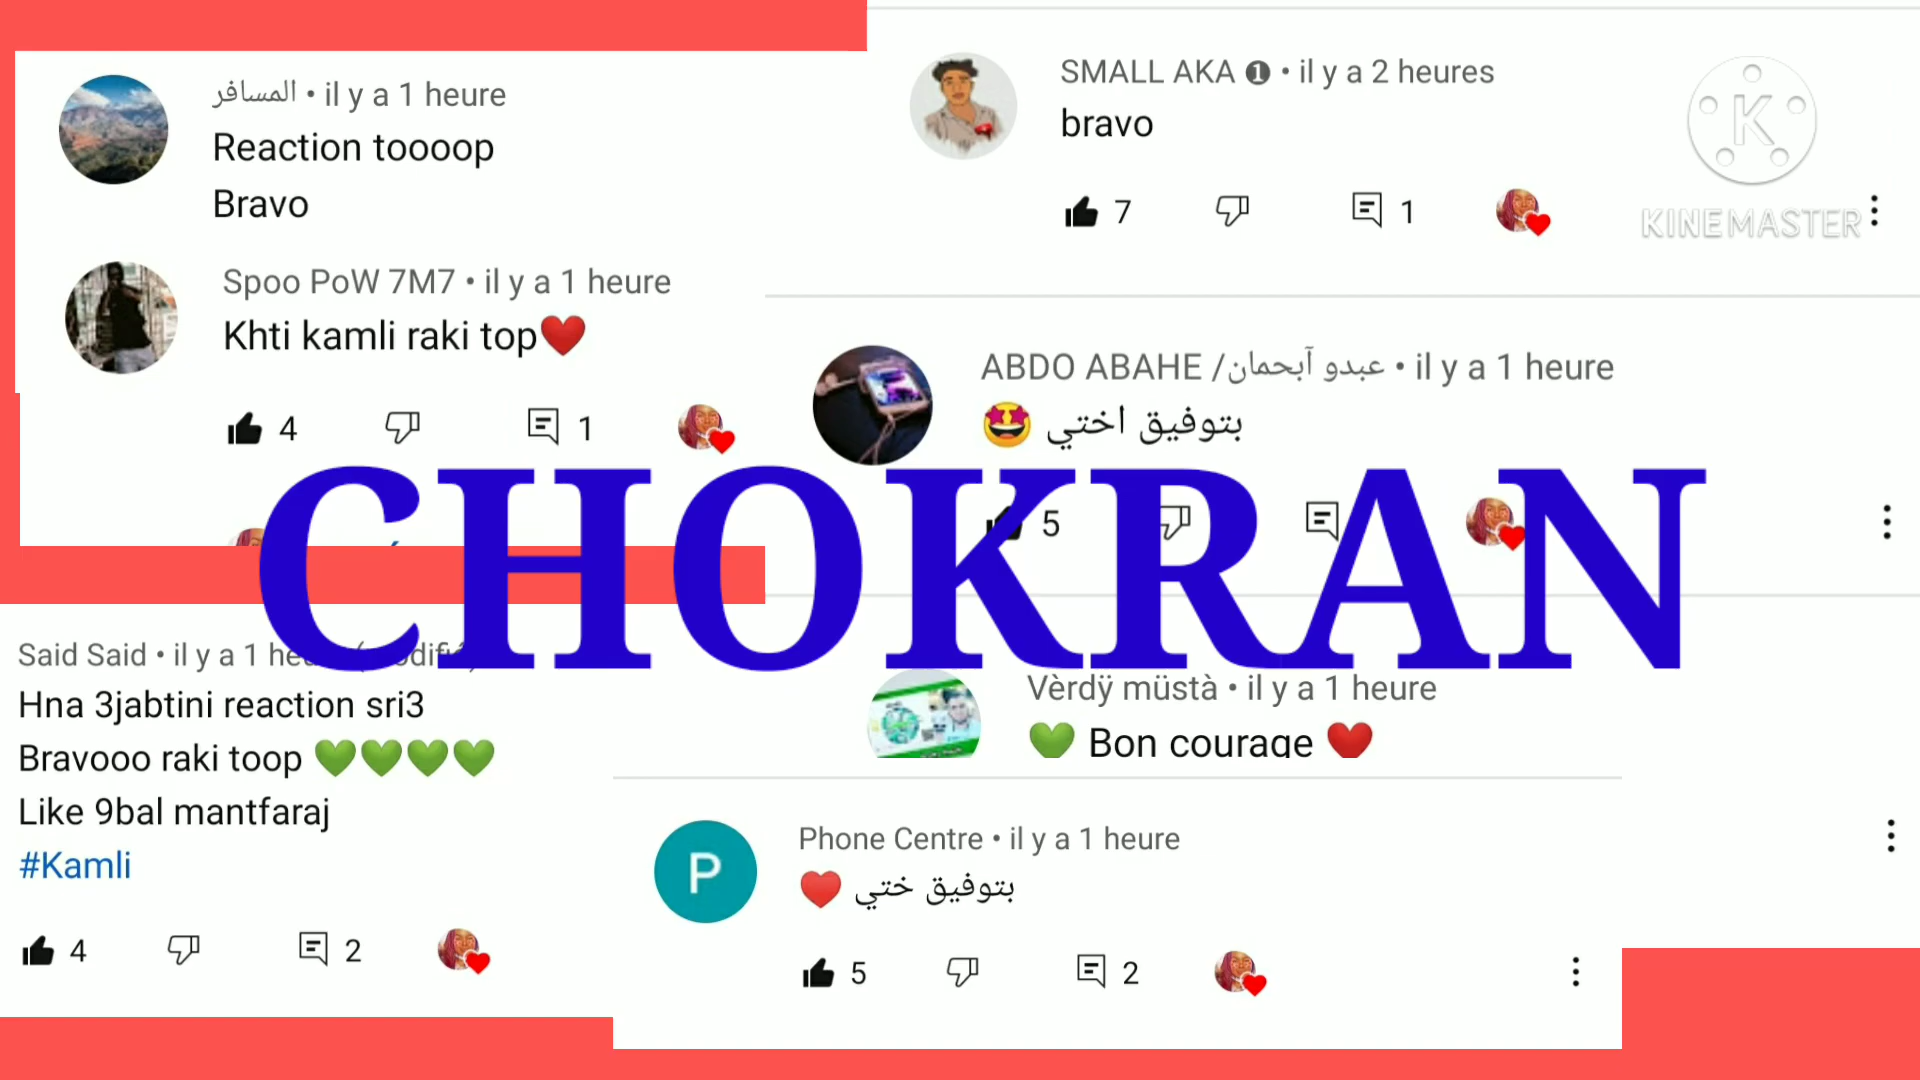 المسافر • il y a 1 heure
Reaction toooop
Bravo
Spoo PoW 7M7 • il y a 1 heure
Khti kamli raki top❤️
4
1
SMALL AKA ❶ • il y a 2 heures
bravo
7
1
KINEMASTER
ABDO ABAHE /عبدو آبحمان • il y a 1 heure
🤩 بتوفيق اختي
5
CHOKRAN
Said Said • il y a 1
Hna 3jabtini reaction sri3
Bravooo raki toop 💚💚💚💚
Like 9bal mantfaraj
#Kamli
4
2
Vèrdÿ müstà • il y a 1 heure
💚 Bon courage ❤️
P
Phone Centre • il y a 1 heure
♥️ بتوفيق ختي
5
2